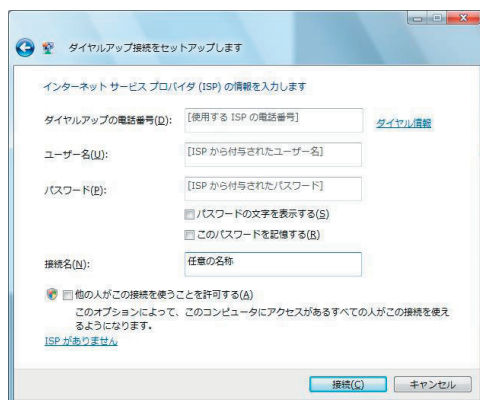 ダイヤルアップ接続をセットアップします
インターネット サービス プロバイダ (ISP) の情報を入力します
ダイヤルアップの電話番号(D):
[使用する ISP の電話番号]
ダイヤル情報
ユーザー名(U):
[ISP から付与されたユーザー名]
パスワード(P):
[ISP から付与されたパスワード]
パスワードの文字を表示する(S)
このパスワードを記憶する(R)
接続名(N):
任意の名称
他の人がこの接続を使うことを許可する(A)
このオプションによって、このコンピュータにアクセスがあるすべての人がこの接続を使え
るようになります。
ISP がありません
接続(C)
キャンセル